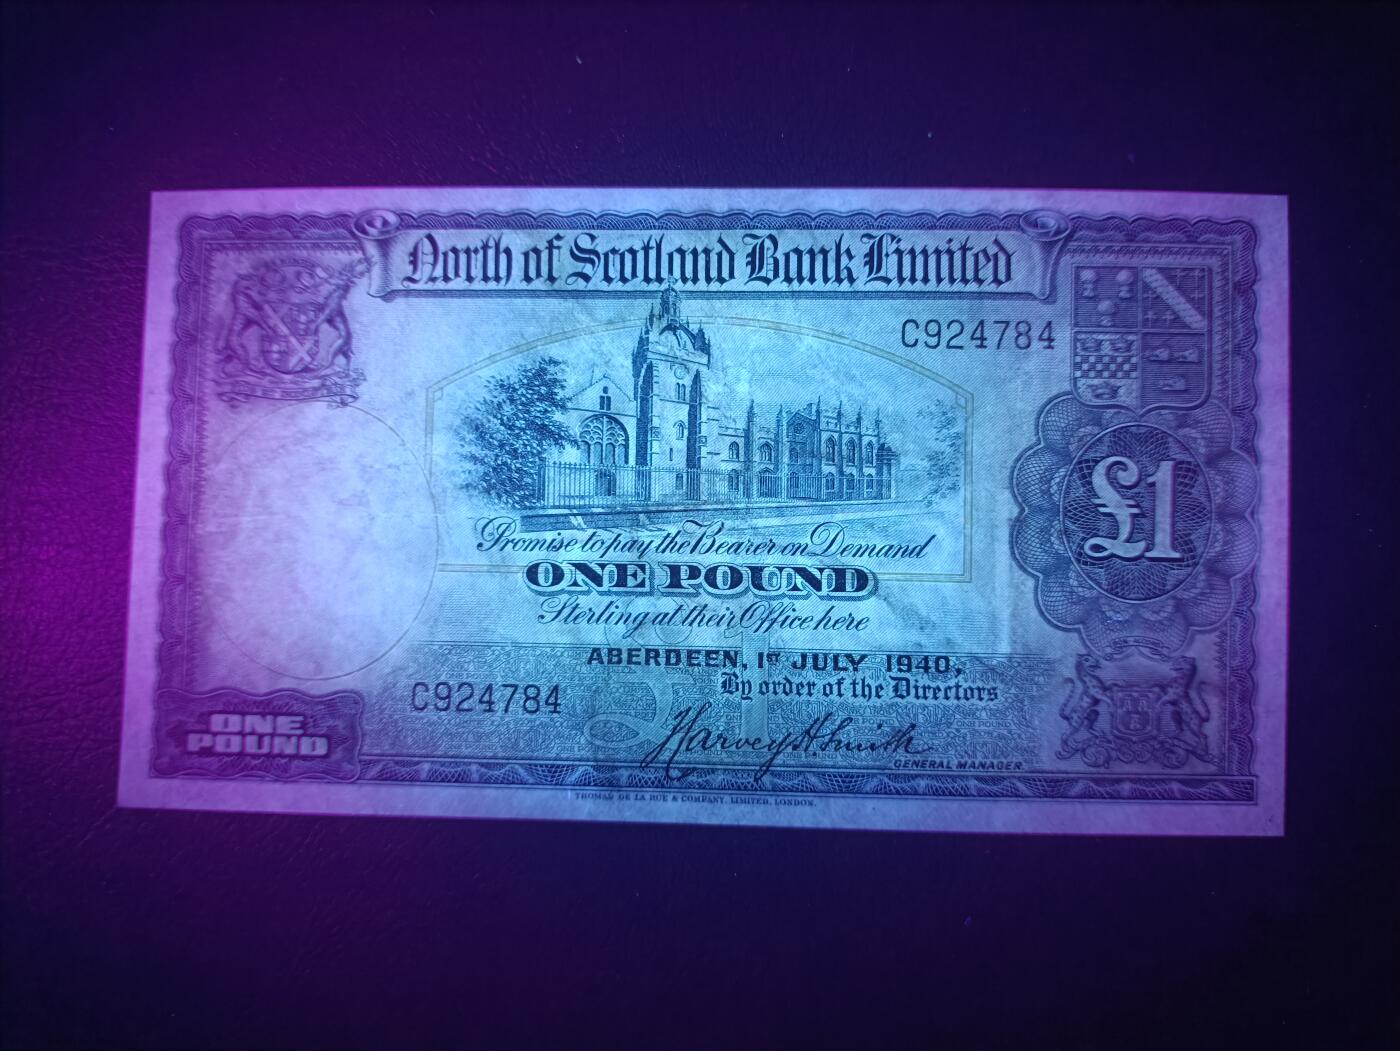 North of Scotland Bank Limited
C924784
£1
Promise to pay the Bearer on Demand
ONE POUND
Sterling at their Office here
ABERDEEN, 1ST JULY 1940,
By order of the Directors
C924784
Harvey H Smith
GENERAL MANAGER
ONE
POUND
THOMAS DE LA RUE & COMPANY, LIMITED, LONDON.